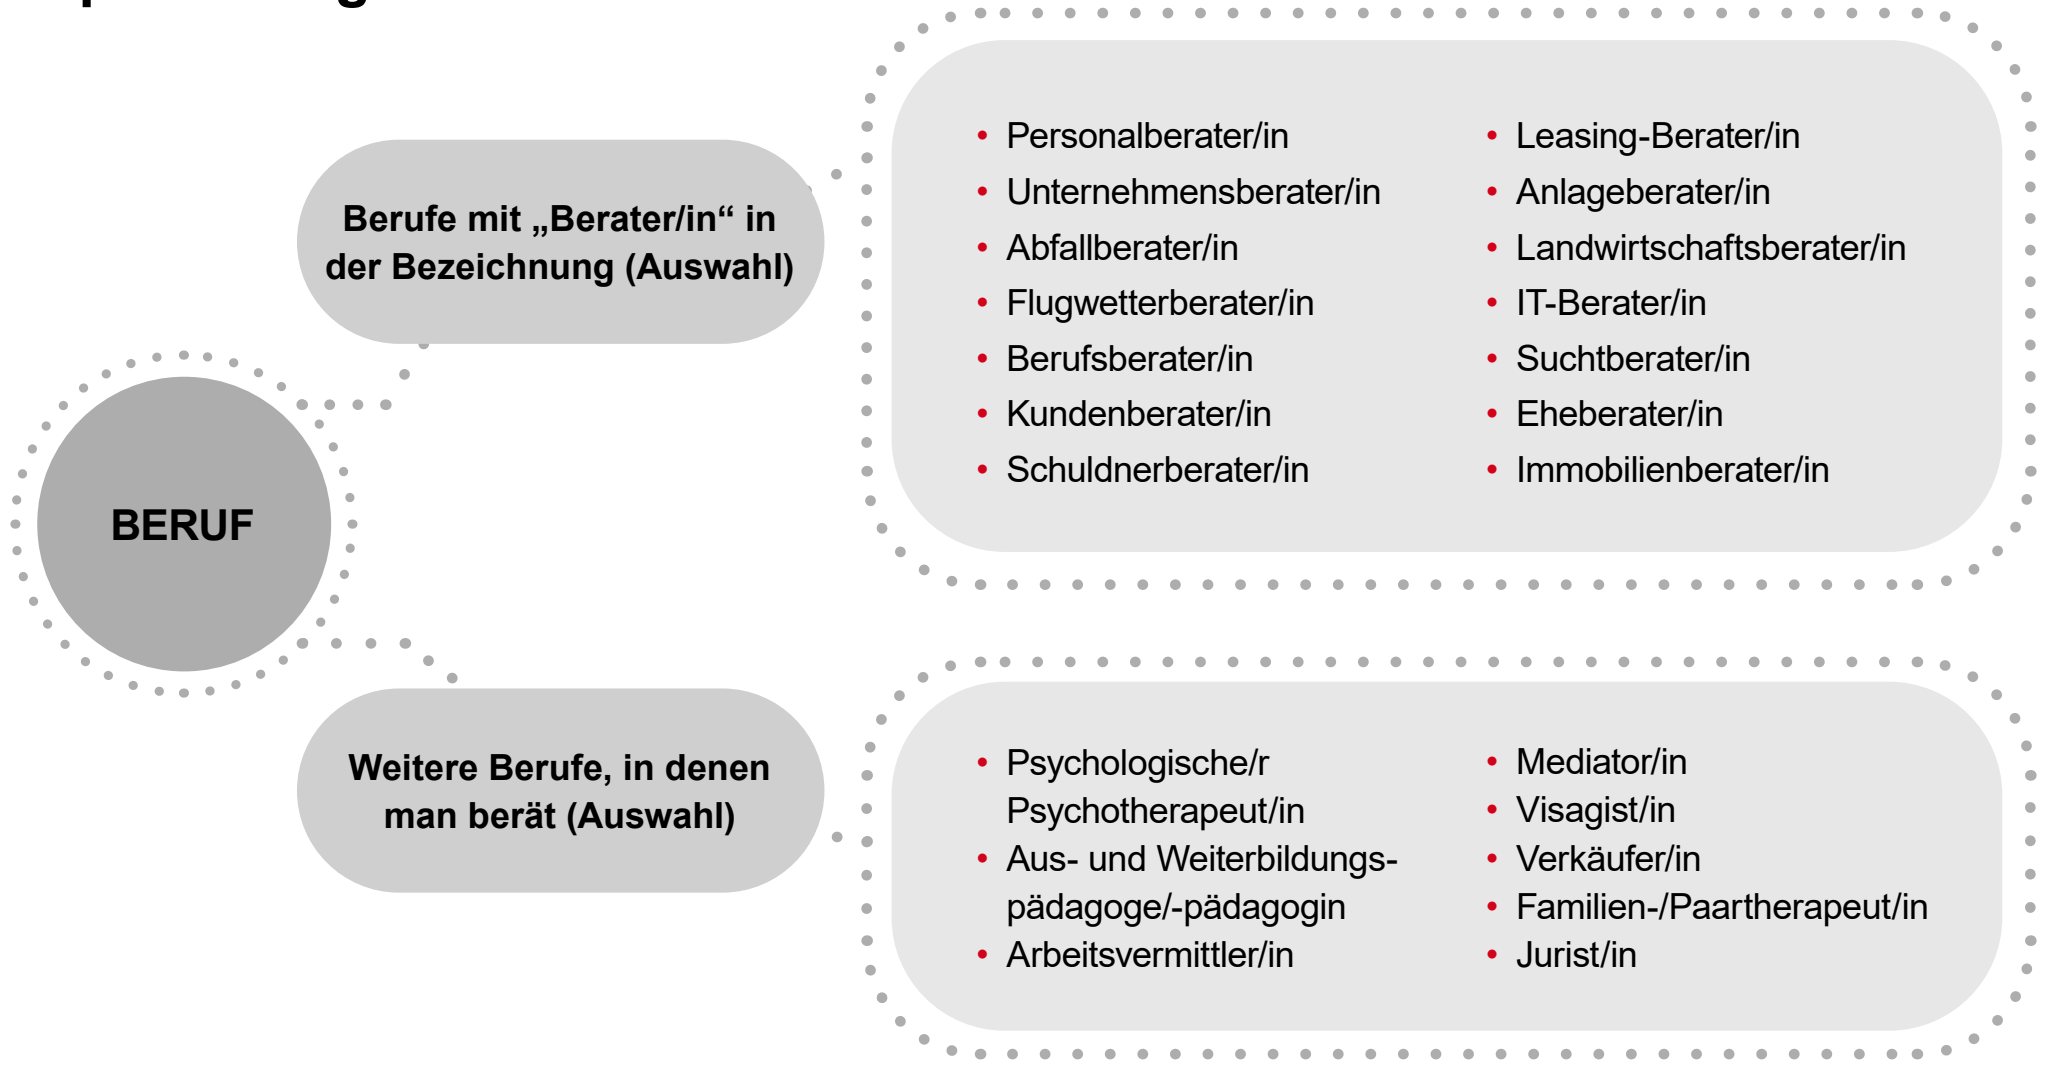 Berufe mit „Berater/in“ in
der Bezeichnung (Auswahl)
• Personalberater/in
• Unternehmensberater/in
• Abfallberater/in
• Flugwetterberater/in
• Berufsberater/in
• Kundenberater/in
• Schuldnerberater/in
• Leasing-Berater/in
• Anlageberater/in
• Landwirtschaftsberater/in
• IT-Berater/in
• Suchtberater/in
• Eheberater/in
• Immobilienberater/in
BERUF
Weitere Berufe, in denen
man berät (Auswahl)
• Psychologische/r
Psychotherapeut/in
• Aus- und Weiterbildungs-
pädagoge/-pädagogin
• Arbeitsvermittler/in
• Mediator/in
• Visagist/in
• Verkäufer/in
• Familien-/Paartherapeut/in
• Jurist/in